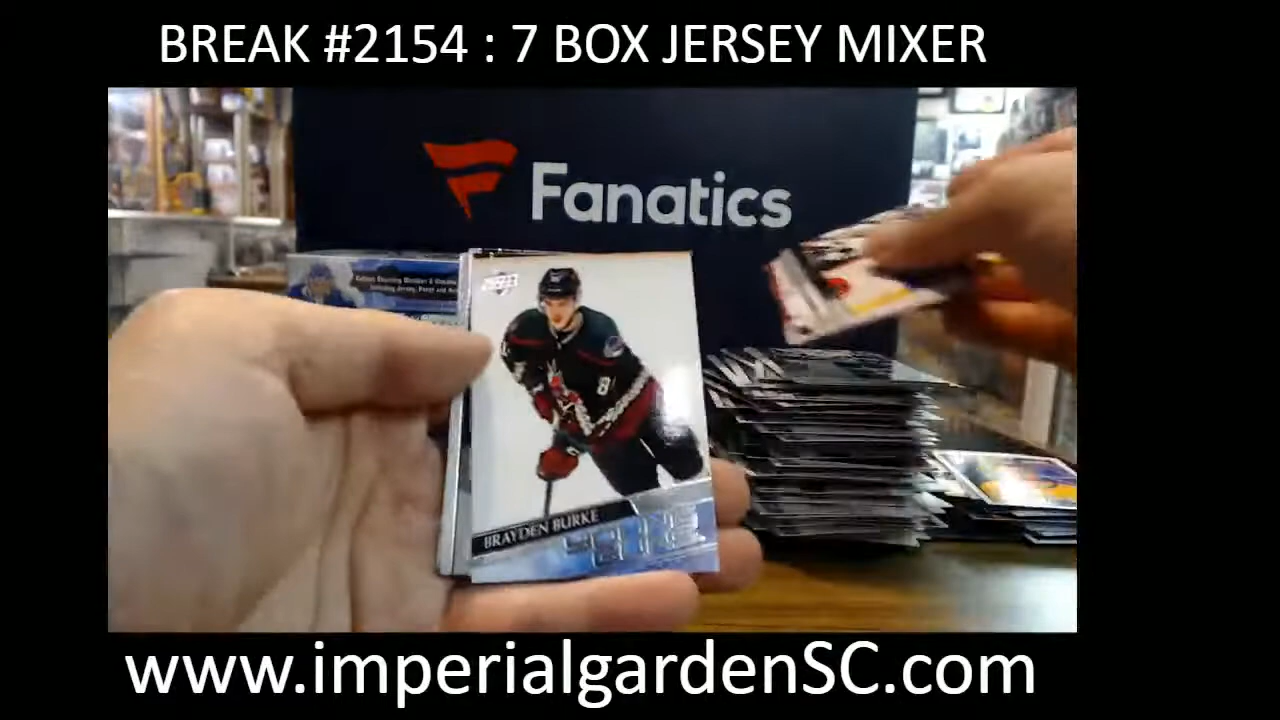 BREAK #2154 : 7 BOX JERSEY MIXER
Fanatics
BRAYDEN BURKE
www.imperialgardenSC.com